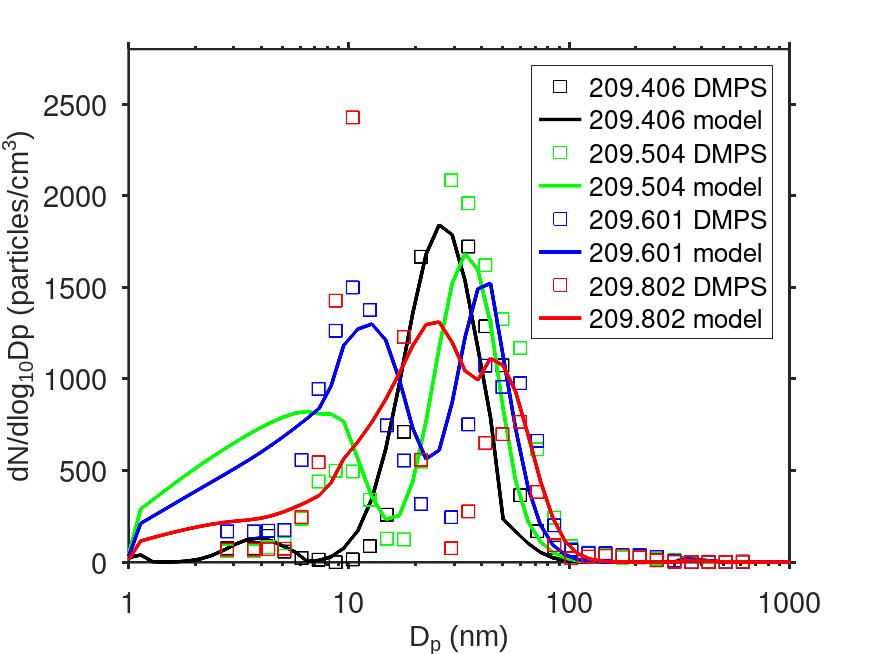 dN/dlog₁₀Dp (particles/cm³)
2500
2000
1500
1000
500
0
209.406 DMPS
209.406 model
209.504 DMPS
209.504 model
209.601 DMPS
209.601 model
209.802 DMPS
209.802 model
1 10 100 1000
Dₚ (nm)